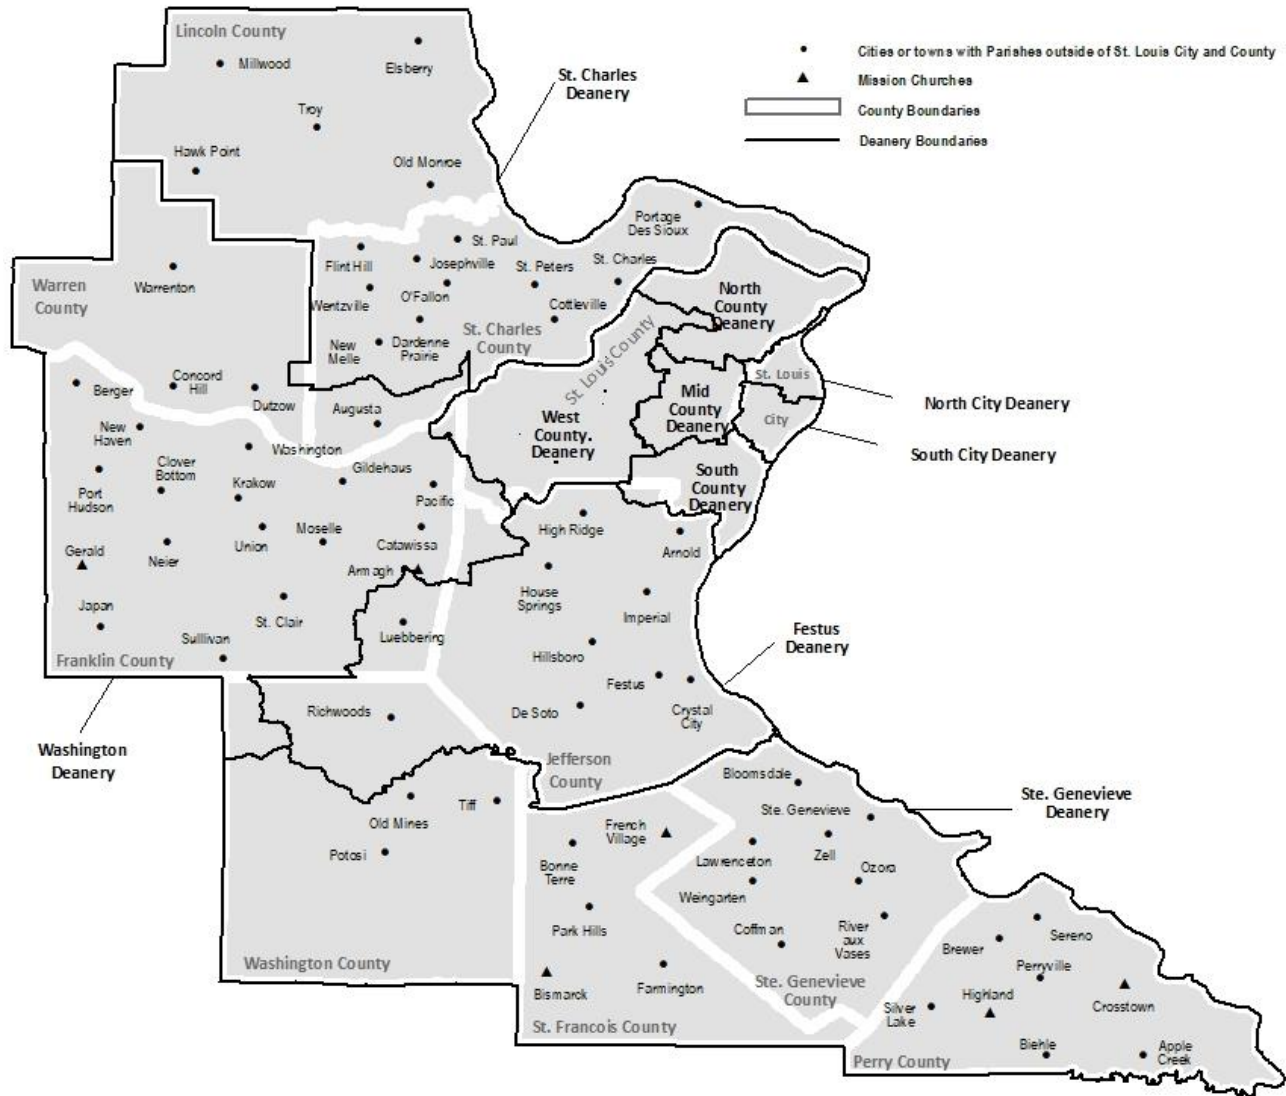 Lincoln County
Millwood
Elsberry
Troy
Hawk Point
Old Monroe
St. Charles
Deanery
Cities or towns with Parishes outside of St. Louis City and County
Mission Churches
County Boundaries
Deanery Boundaries
Portage
Des Sioux
St. Paul
Flint Hill
Josephville
St. Peters
St. Charles
Wentzville
O'Fallon
Cottleville
New
Melle
Dardenne
Prairie
St. Charles
County
Warrenton
Warren
County
Concord
Hill
Dutzow
Augusta
St. Louis County
North
County
Deanery
St. Louis
City
Mid
County
Deanery
West
County.
Deanery
South
County
Deanery
North City Deanery
South City Deanery
Berger
New
Haven
Washington
Clover
Bottom
Gildehaus
Port
Hudson
Krakow
Pacific
Gerald
Neier
Union
Moselle
Catawissa
Armagh
Japan
St. Clair
Sullivan
Luebbering
Franklin County
Washington
Deanery
High Ridge
Arnold
House
Springs
Imperial
Hillsboro
Festus
De Soto
Crystal
City
Jefferson
County
Festus
Deanery
Richwoods
Old Mines
Tiff
Potosi
Washington County
Bloomsdale
Ste. Genevieve
French
Village
Lawrenceton
Zell
Ozora
Bonne
Terre
Weingarten
Park Hills
Coffman
River
aux
Vases
Bismarck
Farmington
Ste. Genevieve
County
St. Francois County
Ste. Genevieve
Deanery
Brewer
Sereno
Perryville
Highland
Crosstown
Silver
Lake
Biehle
Apple
Creek
Perry County